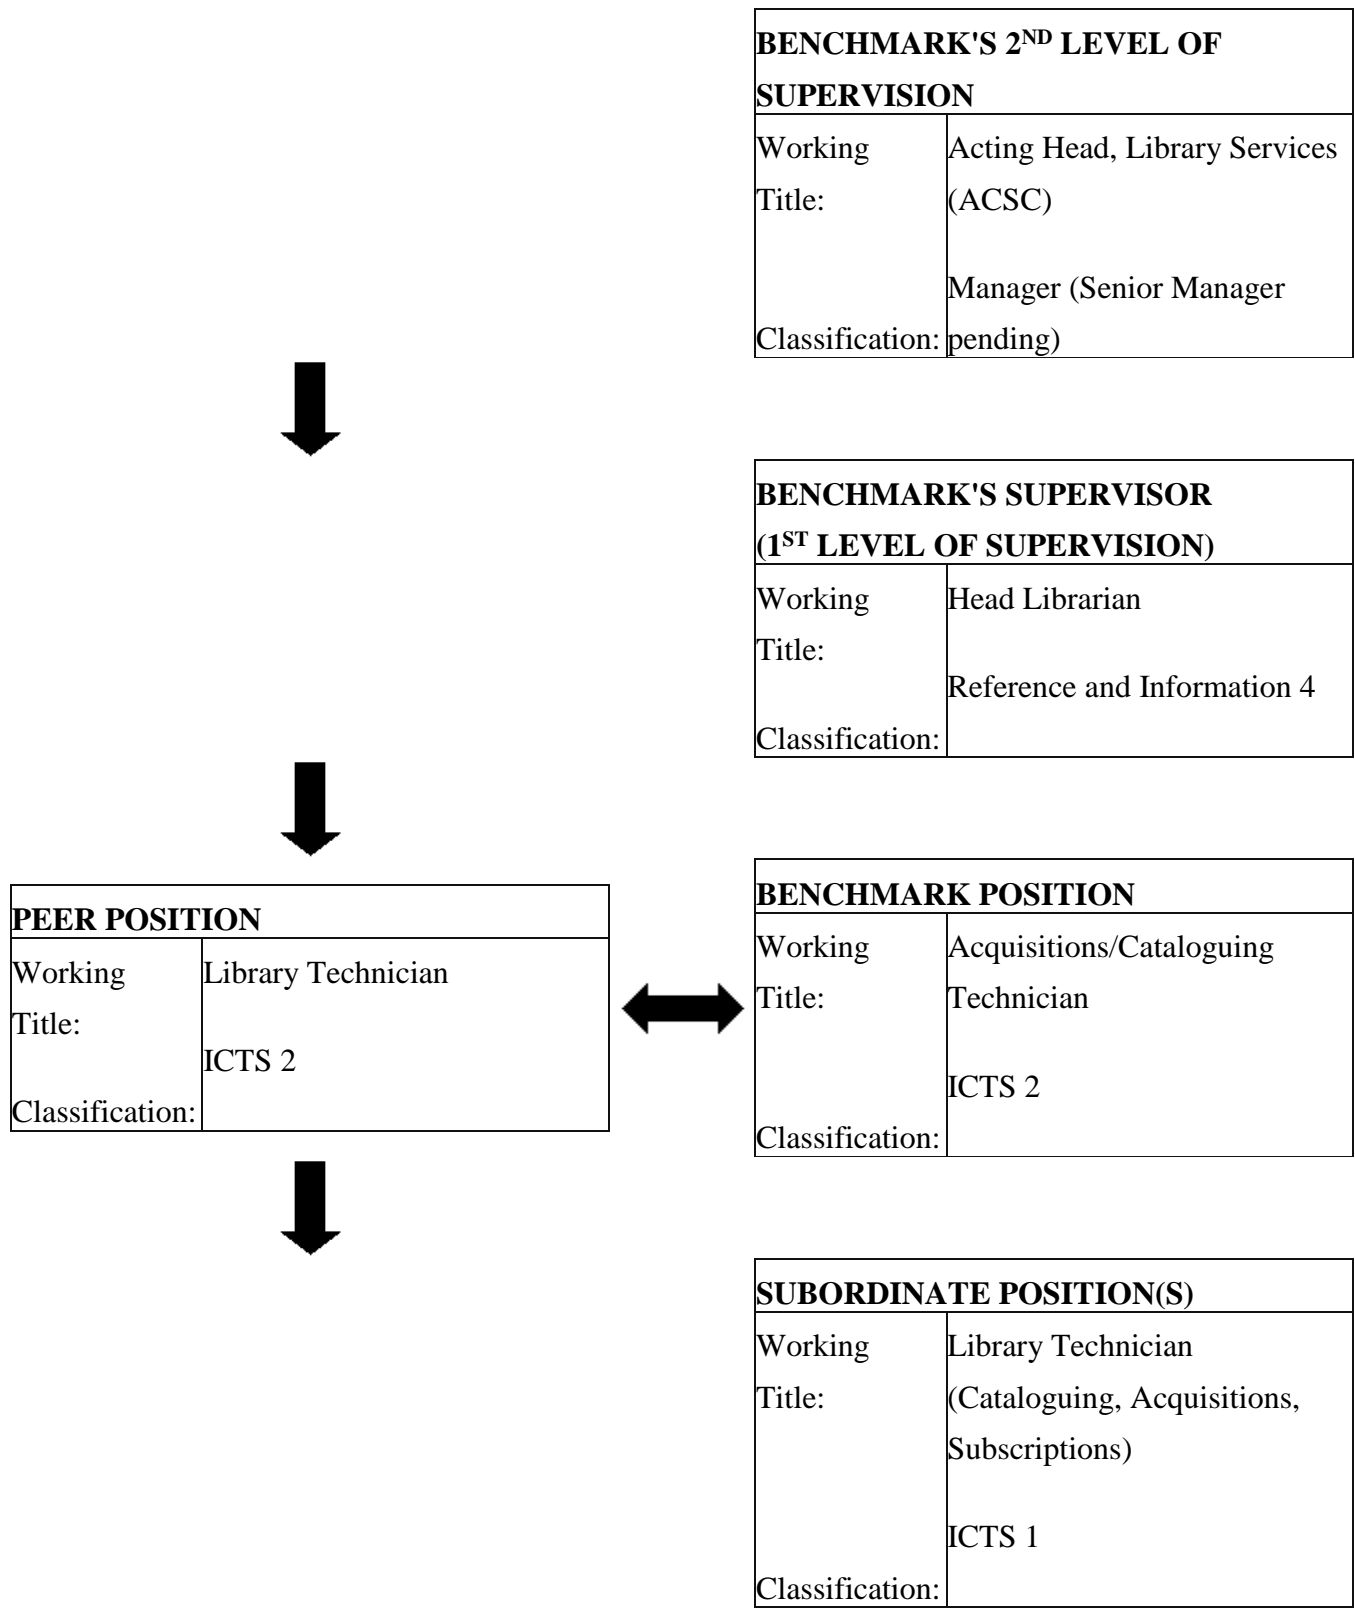 BENCHMARK'S 2ND LEVEL OF
SUPERVISION
Working Title:
Acting Head, Library Services
(ACSC)
Manager (Senior Manager
Classification: pending)
BENCHMARK'S SUPERVISOR
(1ST LEVEL OF SUPERVISION)
Working Title:
Head Librarian
Reference and Information 4
Classification:
PEER POSITION
Working Title:
Library Technician
ICTS 2
Classification:
BENCHMARK POSITION
Working Title:
Acquisitions/Cataloguing
Technician
ICTS 2
Classification:
SUBORDINATE POSITION(S)
Working Title:
Library Technician
(Cataloguing, Acquisitions,
Subscriptions)
ICTS 1
Classification: